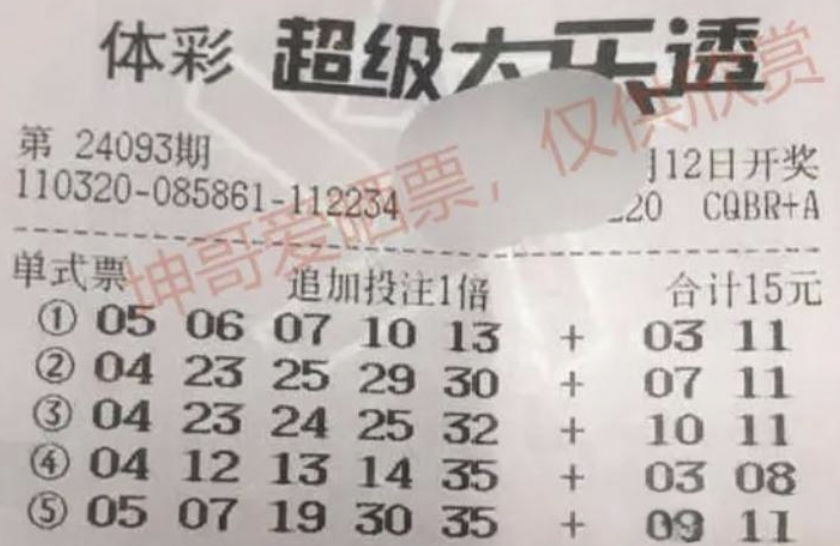 体彩 超级大乐透
第 24093期
月12日开奖
110320-085861-112234
220 CQBR+A
坤哥爱晒票，仅供欣赏
单式票 追加投注1倍 合计15元
① 05 06 07 10 13 + 03 11
② 04 23 25 29 30 + 07 11
③ 04 23 24 25 32 + 10 11
④ 04 12 13 14 35 + 03 08
⑤ 05 07 19 30 35 + 09 11